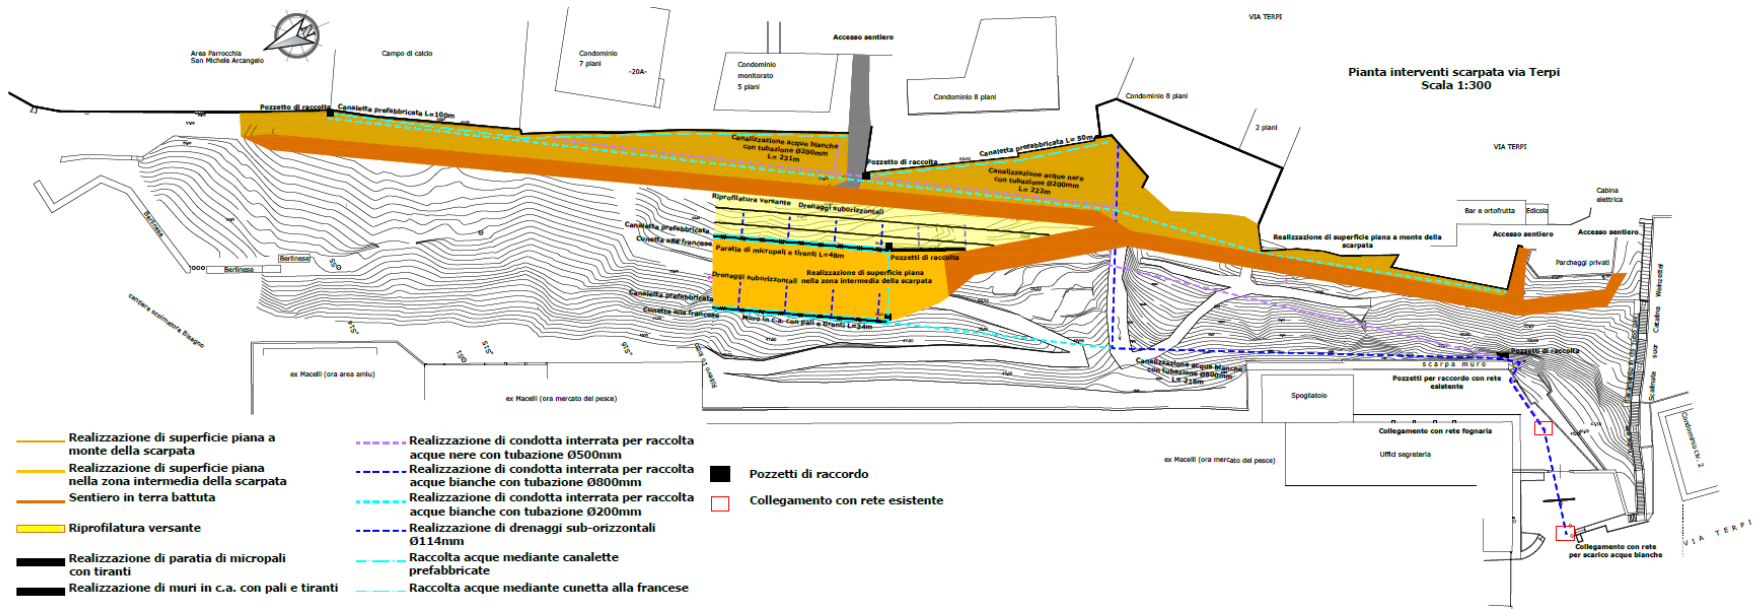 VIA TERPI
Area Parrocchia
San Michele Arcangelo
Campo di calcio
Condominio
7 piani
-20A-
Condominio
monitorato
5 piani
Accesso sentiero
Condominio 8 piani
Condominio 8 piani
2 piani
Pianta interventi scarpata via Terpi
Scala 1:300
VIA TERPI
Pozzetto di raccolta
Canaletta prefabbricata L=100m
Canalizzazione acque bianche
con tubazione Ø200mm
L= 231m
Pozzetto di raccolta
Canaletta prefabbricata L= 50m
Canalizzazione acque nere
con tubazione Ø200mm
L= 222m
Cabina
elettrica
Bar e ortofrutta
Edicola
Accesso sentiero
Accesso sentiero
Parcheggi privati
Realizzazione di superfice piana a monte della
scarpata
Riprofilatura versante
Drenaggi suborizzontali
Canaletta prefabbricata
Cunetta alla francese
Paratia di micropali e tiranti L=48m
Pozzetti di raccolta
Drenaggi suborizzontali
Realizzazione di superfice piana
nella zona intermedia della scarpata
Canaletta prefabbricata
Cunetta alla francese
Muro in c.a. con pali e tiranti L=34m
Berlinese
Berlinese
Berlinese
cantiere scolmatore Bisagno
ex Macelli (ora area amiu)
ex Macelli (ora mercato del pesce)
Canalizzazione acque bianche
con tubazione Ø800mm
L= 216m
Pozzetti di raccolta
scarpa muro
Pozzetti per raccordo con rete
esistente
Spogliatoio
Collegamento con rete fognaria
Uffici segreteria
ex Macelli (ora mercato del pesce)
Scalinata suor Catalina Weinzetel
Condominio civ. 2
VIA TERPI
Collegamento con rete
per scarico acque bianche
Realizzazione di superfice piana a
monte della scarpata
Realizzazione di superfice piana
nella zona intermedia della scarpata
Sentiero in terra battuta
Riprofilatura versante
Realizzazione di paratia di micropali
con tiranti
Realizzazione di muri in c.a. con pali e tiranti
Realizzazione di condotta interrata per raccolta
acque nere con tubazione Ø500mm
Realizzazione di condotta interrata per raccolta
acque bianche con tubazione Ø800mm
Realizzazione di condotta interrata per raccolta
acque bianche con tubazione Ø200mm
Realizzazione di drenaggi sub-orizzontali
Ø114mm
Raccolta acque mediante canalette
prefabbricate
Raccolta acque mediante cunetta alla francese
Pozzetti di raccordo
Collegamento con rete esistente